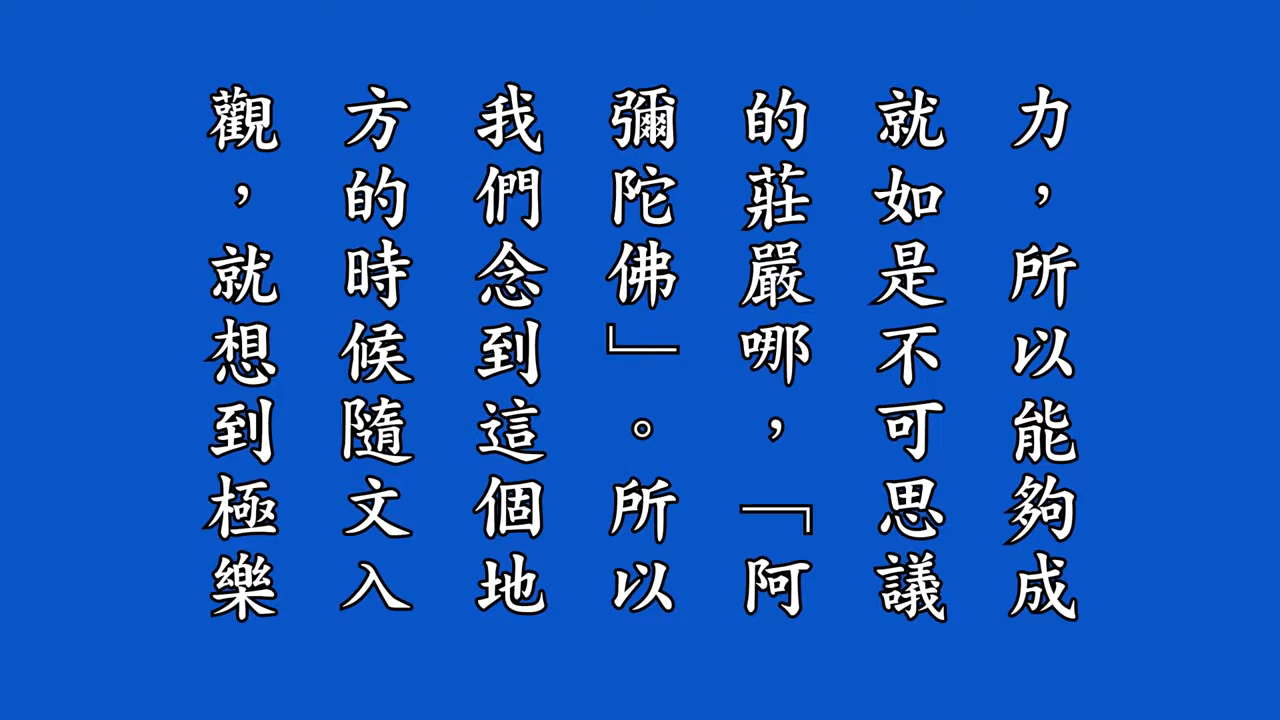 力，所以能夠成
就如是不可思議
的莊嚴哪，「阿
彌陀佛」。所以
我們念到這個地
方的時候隨文入
觀，就想到極樂